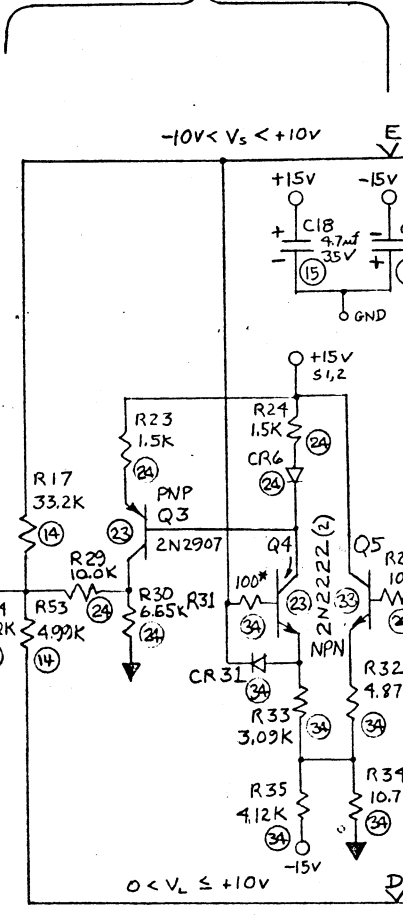 -10V < Vs < +10V
E
+15V
-15V
C18
4.7µf
35V
+
-
-
+
15
GND
+15V
S1,2
R23
1.5K
24
R24
1.5K
24
CR6
24
R17
33.2K
14
PNP
Q3
23
2N2907
Q4
2N2222(2)
NPN
Q5
R29
10.0K
24
100*
R31
34
23
33
R53
4.99K
14
R30
6.65K
24
CR31
34
R32
4.87
34
R33
3.09K
34
R35
4.12K
34
-15V
R34
10.7
34
0 < VL ≤ +10V
D